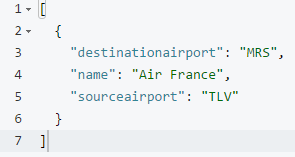 1 [
2 {
3 "destinationairport": "MRS",
4 "name": "Air France",
5 "sourceairport": "TLV"
6 }
7 ]